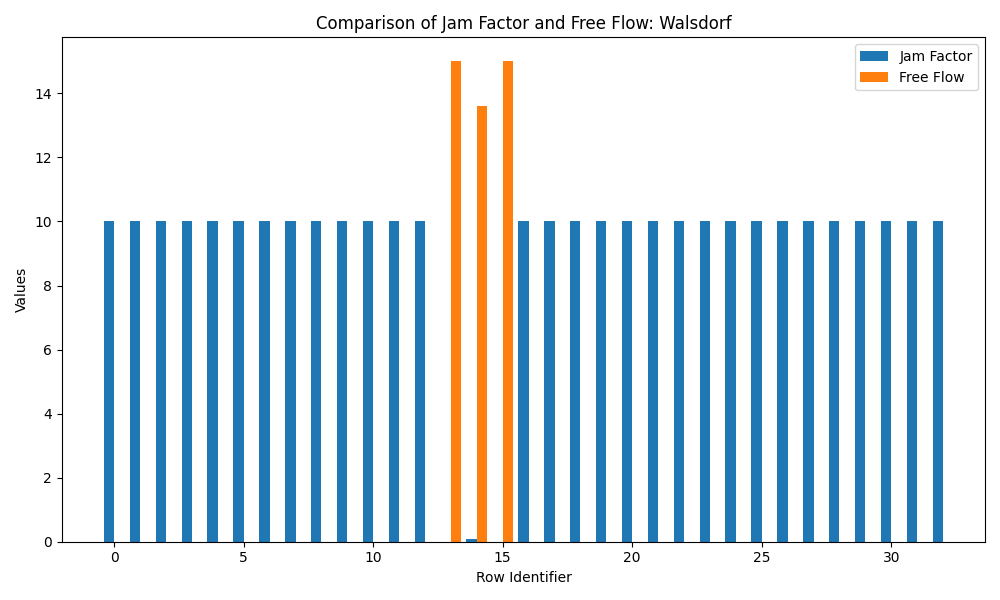 Comparison of Jam Factor and Free Flow: Walsdorf
Jam Factor
Free Flow
Values
14
12
10
8
6
4
2
0
0 5 10 15 20 25 30
Row Identifier